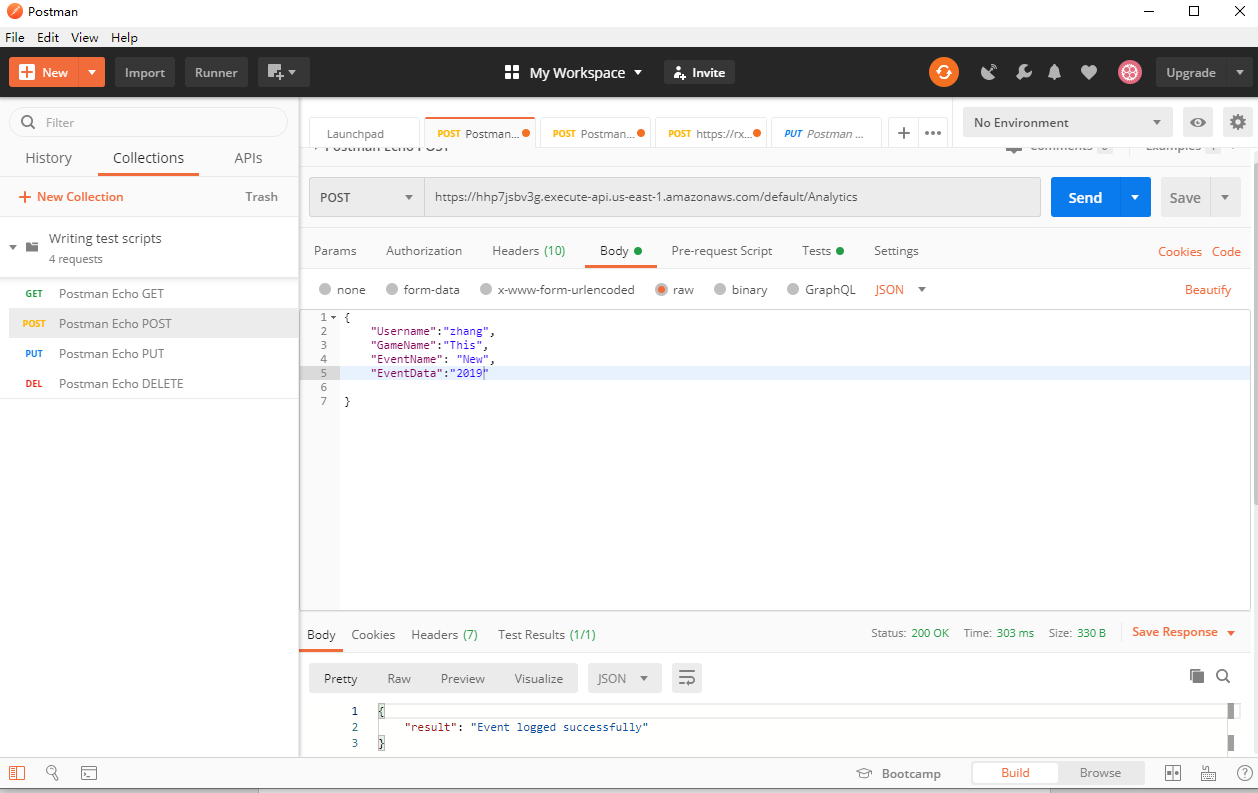 Postman
File Edit View Help
New Import Runner My Workspace Invite Upgrade
Filter
History Collections APIs
New Collection Trash
Writing test scripts
4 requests
GET Postman Echo GET
POST Postman Echo POST
PUT Postman Echo PUT
DEL Postman Echo DELETE
Launchpad POST Postman... POST Postman... POST https://rx... PUT Postman ... No Environment
Postman Echo POST Comments 0 Examples 1
POST https://hhp7jsbv3g.execute-api.us-east-1.amazonaws.com/default/Analytics Send Save
Params Authorization Headers (10) Body Pre-request Script Tests Settings Cookies Code
none form-data x-www-form-urlencoded raw binary GraphQL JSON Beautify
1 {
2 "Username":"zhang",
3 "GameName":"This",
4 "EventName": "New",
5 "EventData":"2019"
6
7 }
Body Cookies Headers (7) Test Results (1/1) Status: 200 OK Time: 303 ms Size: 330 B Save Response
Pretty Raw Preview Visualize JSON
1 {
2 "result": "Event logged successfully"
3 }
Bootcamp Build Browse